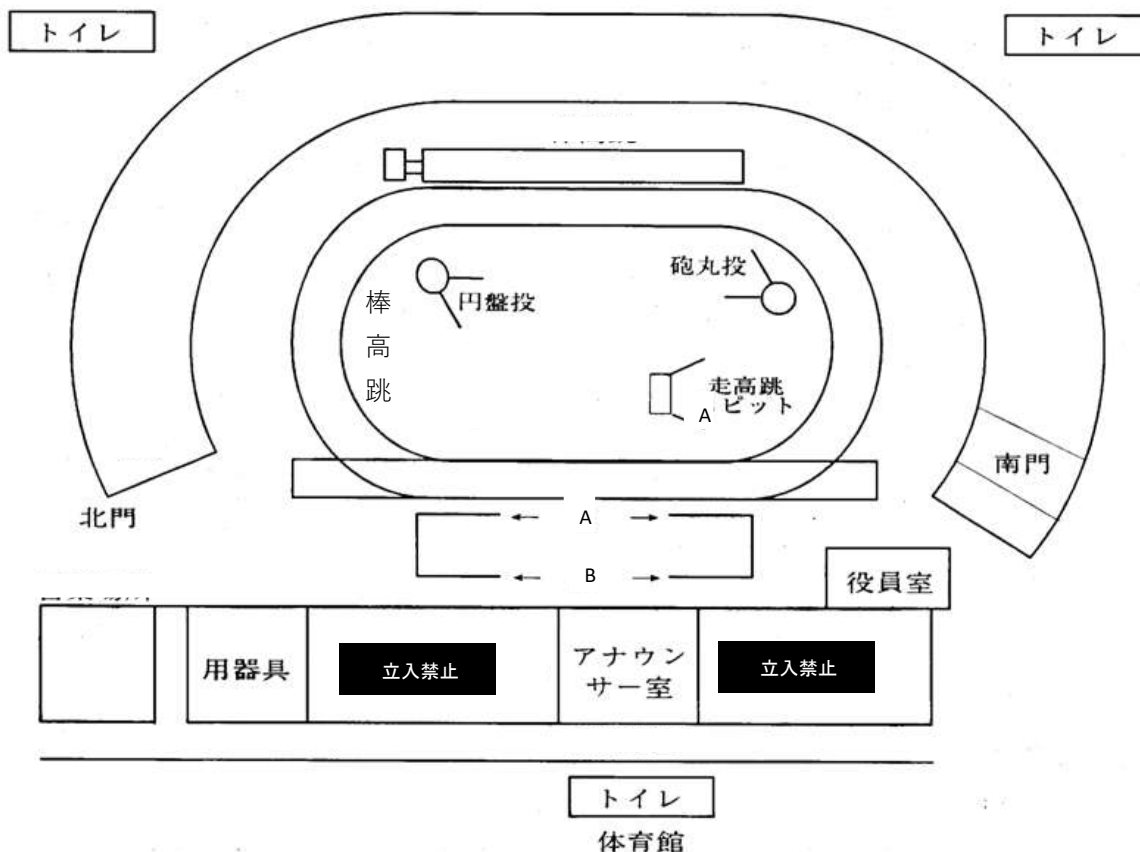 トイレ
トイレ
砲丸投
円盤投
棒高跳
走高跳
ピット
A
南門
北門
A
B
役員室
用器具
立入禁止
アナウン
サー室
立入禁止
トイレ
体育館